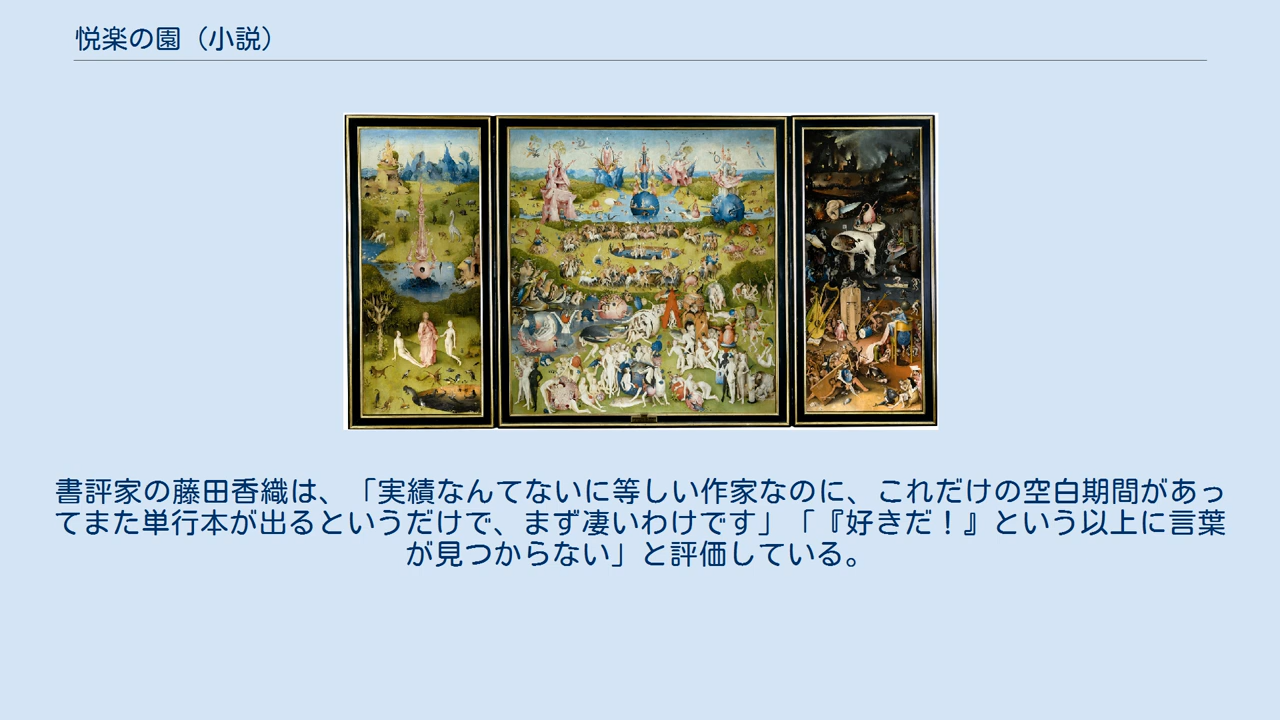 悦楽の園（小説）
書評家の藤田香織は、「実績なんてないに等しい作家なのに、これだけの空白期間があっ
てまた単行本が出るというだけで、まず凄いわけです」「『好きだ！』という以上に言葉
が見つからない」と評価している。